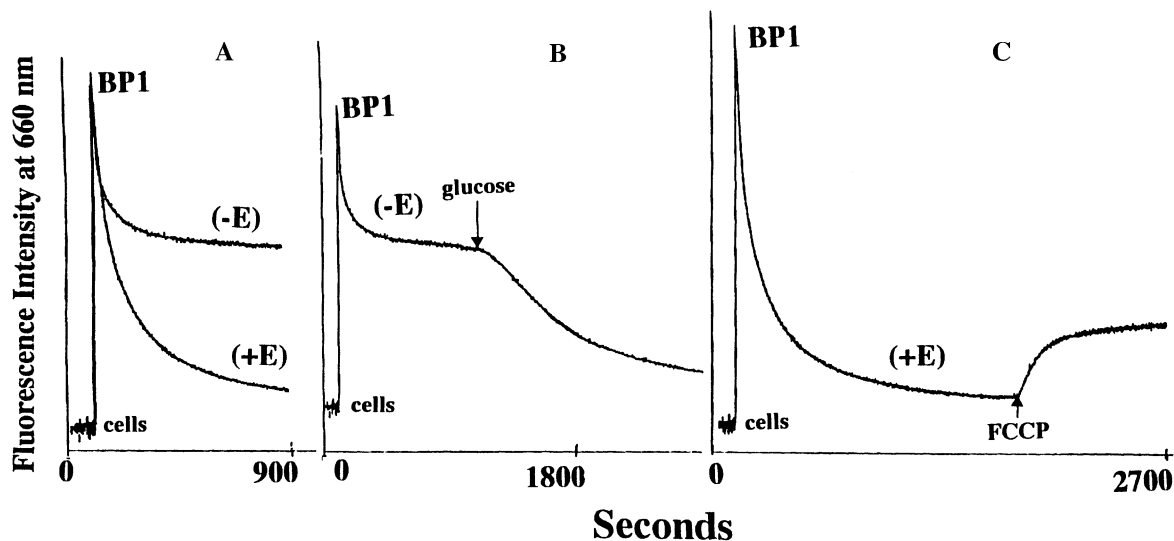 Fluorescence Intensity at 660 nm
A
BP1
(-E)
(+E)
cells
0
900
B
BP1
(-E)
glucose
cells
0
1800
C
BP1
(+E)
FCCP
cells
0
2700
Seconds